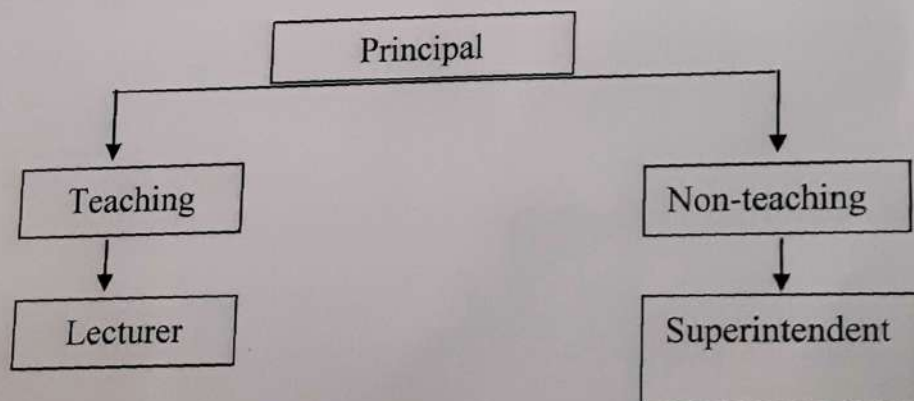 Principal
Teaching
Non-teaching
Lecturer
Superintendent